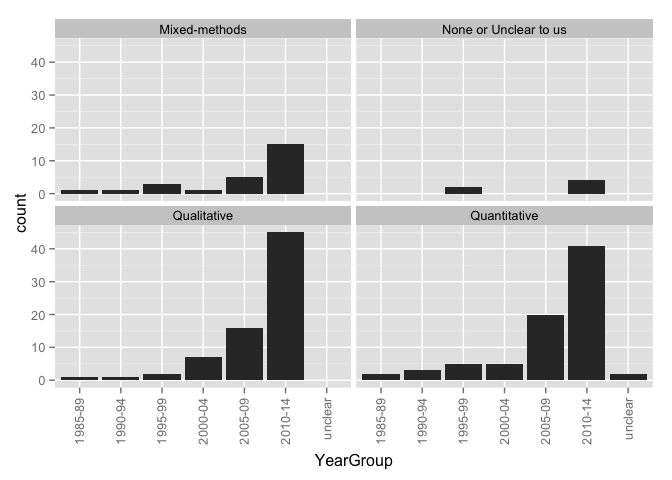 Mixed-methods
None or Unclear to us
40
30
20
10
0
count
Qualitative
Quantitative
40
30
20
10
0
1985-89
1990-94
1995-99
2000-04
2005-09
2010-14
unclear
1985-89
1990-94
1995-99
2000-04
2005-09
2010-14
unclear
YearGroup